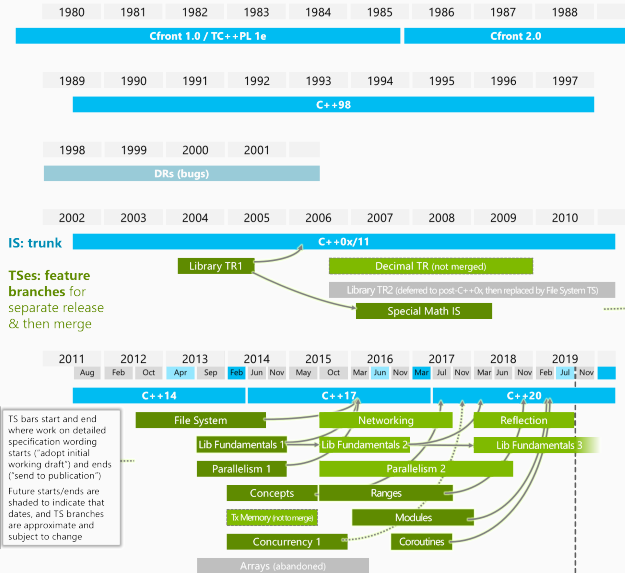 1980 1981 1982 1983 1984 1985 1986 1987 1988
Cfront 1.0 / TC++PL 1e Cfront 2.0
1989 1990 1991 1992 1993 1994 1995 1996 1997
C++98
1998 1999 2000 2001
DRs (bugs)
2002 2003 2004 2005 2006 2007 2008 2009 2010
IS: trunk C++0x/11
Library TR1 Decimal TR (not merged)
TSes: feature
branches for
separate release
& then merge
Library TR2 (deferred to post-C++0x, then replaced by File System TS)
Special Math IS
2011 2012 2013 2014 2015 2016 2017 2018 2019
Aug Feb Oct Apr Sep Feb Jun Nov May Oct Mar Jun Nov Mar Jul Nov Mar Jun Nov Feb Jul Nov
C++14 C++17 C++20
TS bars start and end
where work on detailed
specification wording
starts ("adopt initial
working draft") and ends
("send to publication")
Future starts/ends are
shaded to indicate that
dates, and TS branches
are approximate and
subject to change
File System Networking Reflection
Lib Fundamentals 1 Lib Fundamentals 2 Lib Fundamentals 3
Parallelism 1 Parallelism 2
Concepts Ranges
Tx Memory (not to merge) Modules
Concurrency 1 Coroutines
Arrays (abandoned)